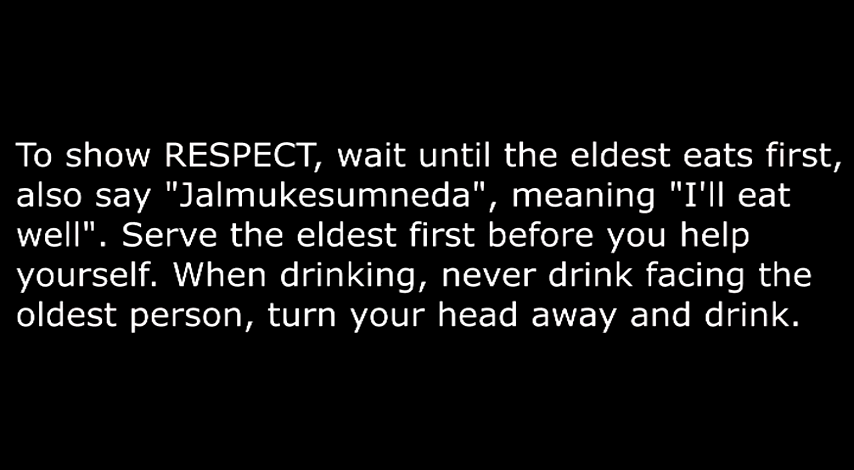 To show RESPECT, wait until the eldest eats first,
also say "Jalmukesumneda", meaning "I'll eat
well". Serve the eldest first before you help
yourself. When drinking, never drink facing the
oldest person, turn your head away and drink.